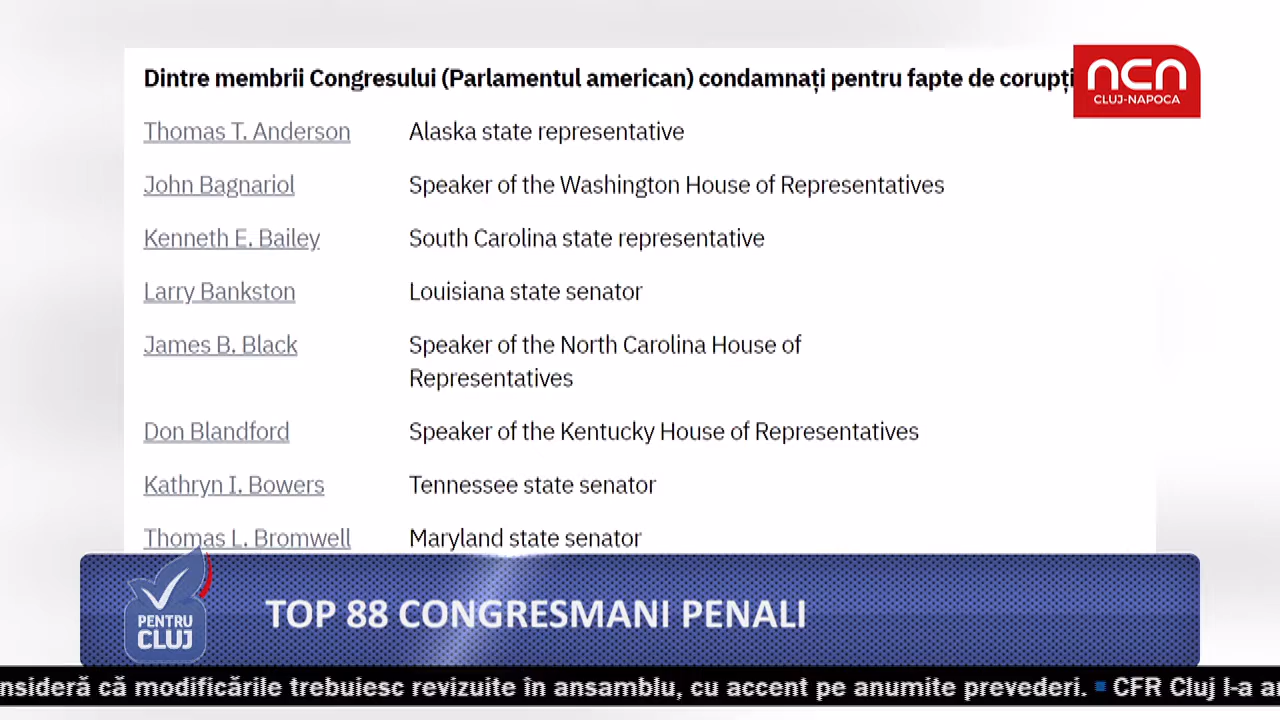 Dintre membrii Congresului (Parlamentul american) condamnați pentru fapte de
ncn
CLUJ-NAPOCA
Thomas T. Anderson Alaska state representative
John Bagnariol Speaker of the Washington House of Representatives
Kenneth E. Bailey South Carolina state representative
Larry Bankston Louisiana state senator
James B. Black Speaker of the North Carolina House of
Representatives
Don Blandford Speaker of the Kentucky House of Representatives
Kathryn I. Bowers Tennessee state senator
Thomas L. Bromwell Maryland state senator
PENTRU
CLUJ
TOP 88 CONGRESMANI PENALI
că modificările trebuiesc revizuite în ansamblu, cu accent pe anumite prevederi. CFR Cluj l-a